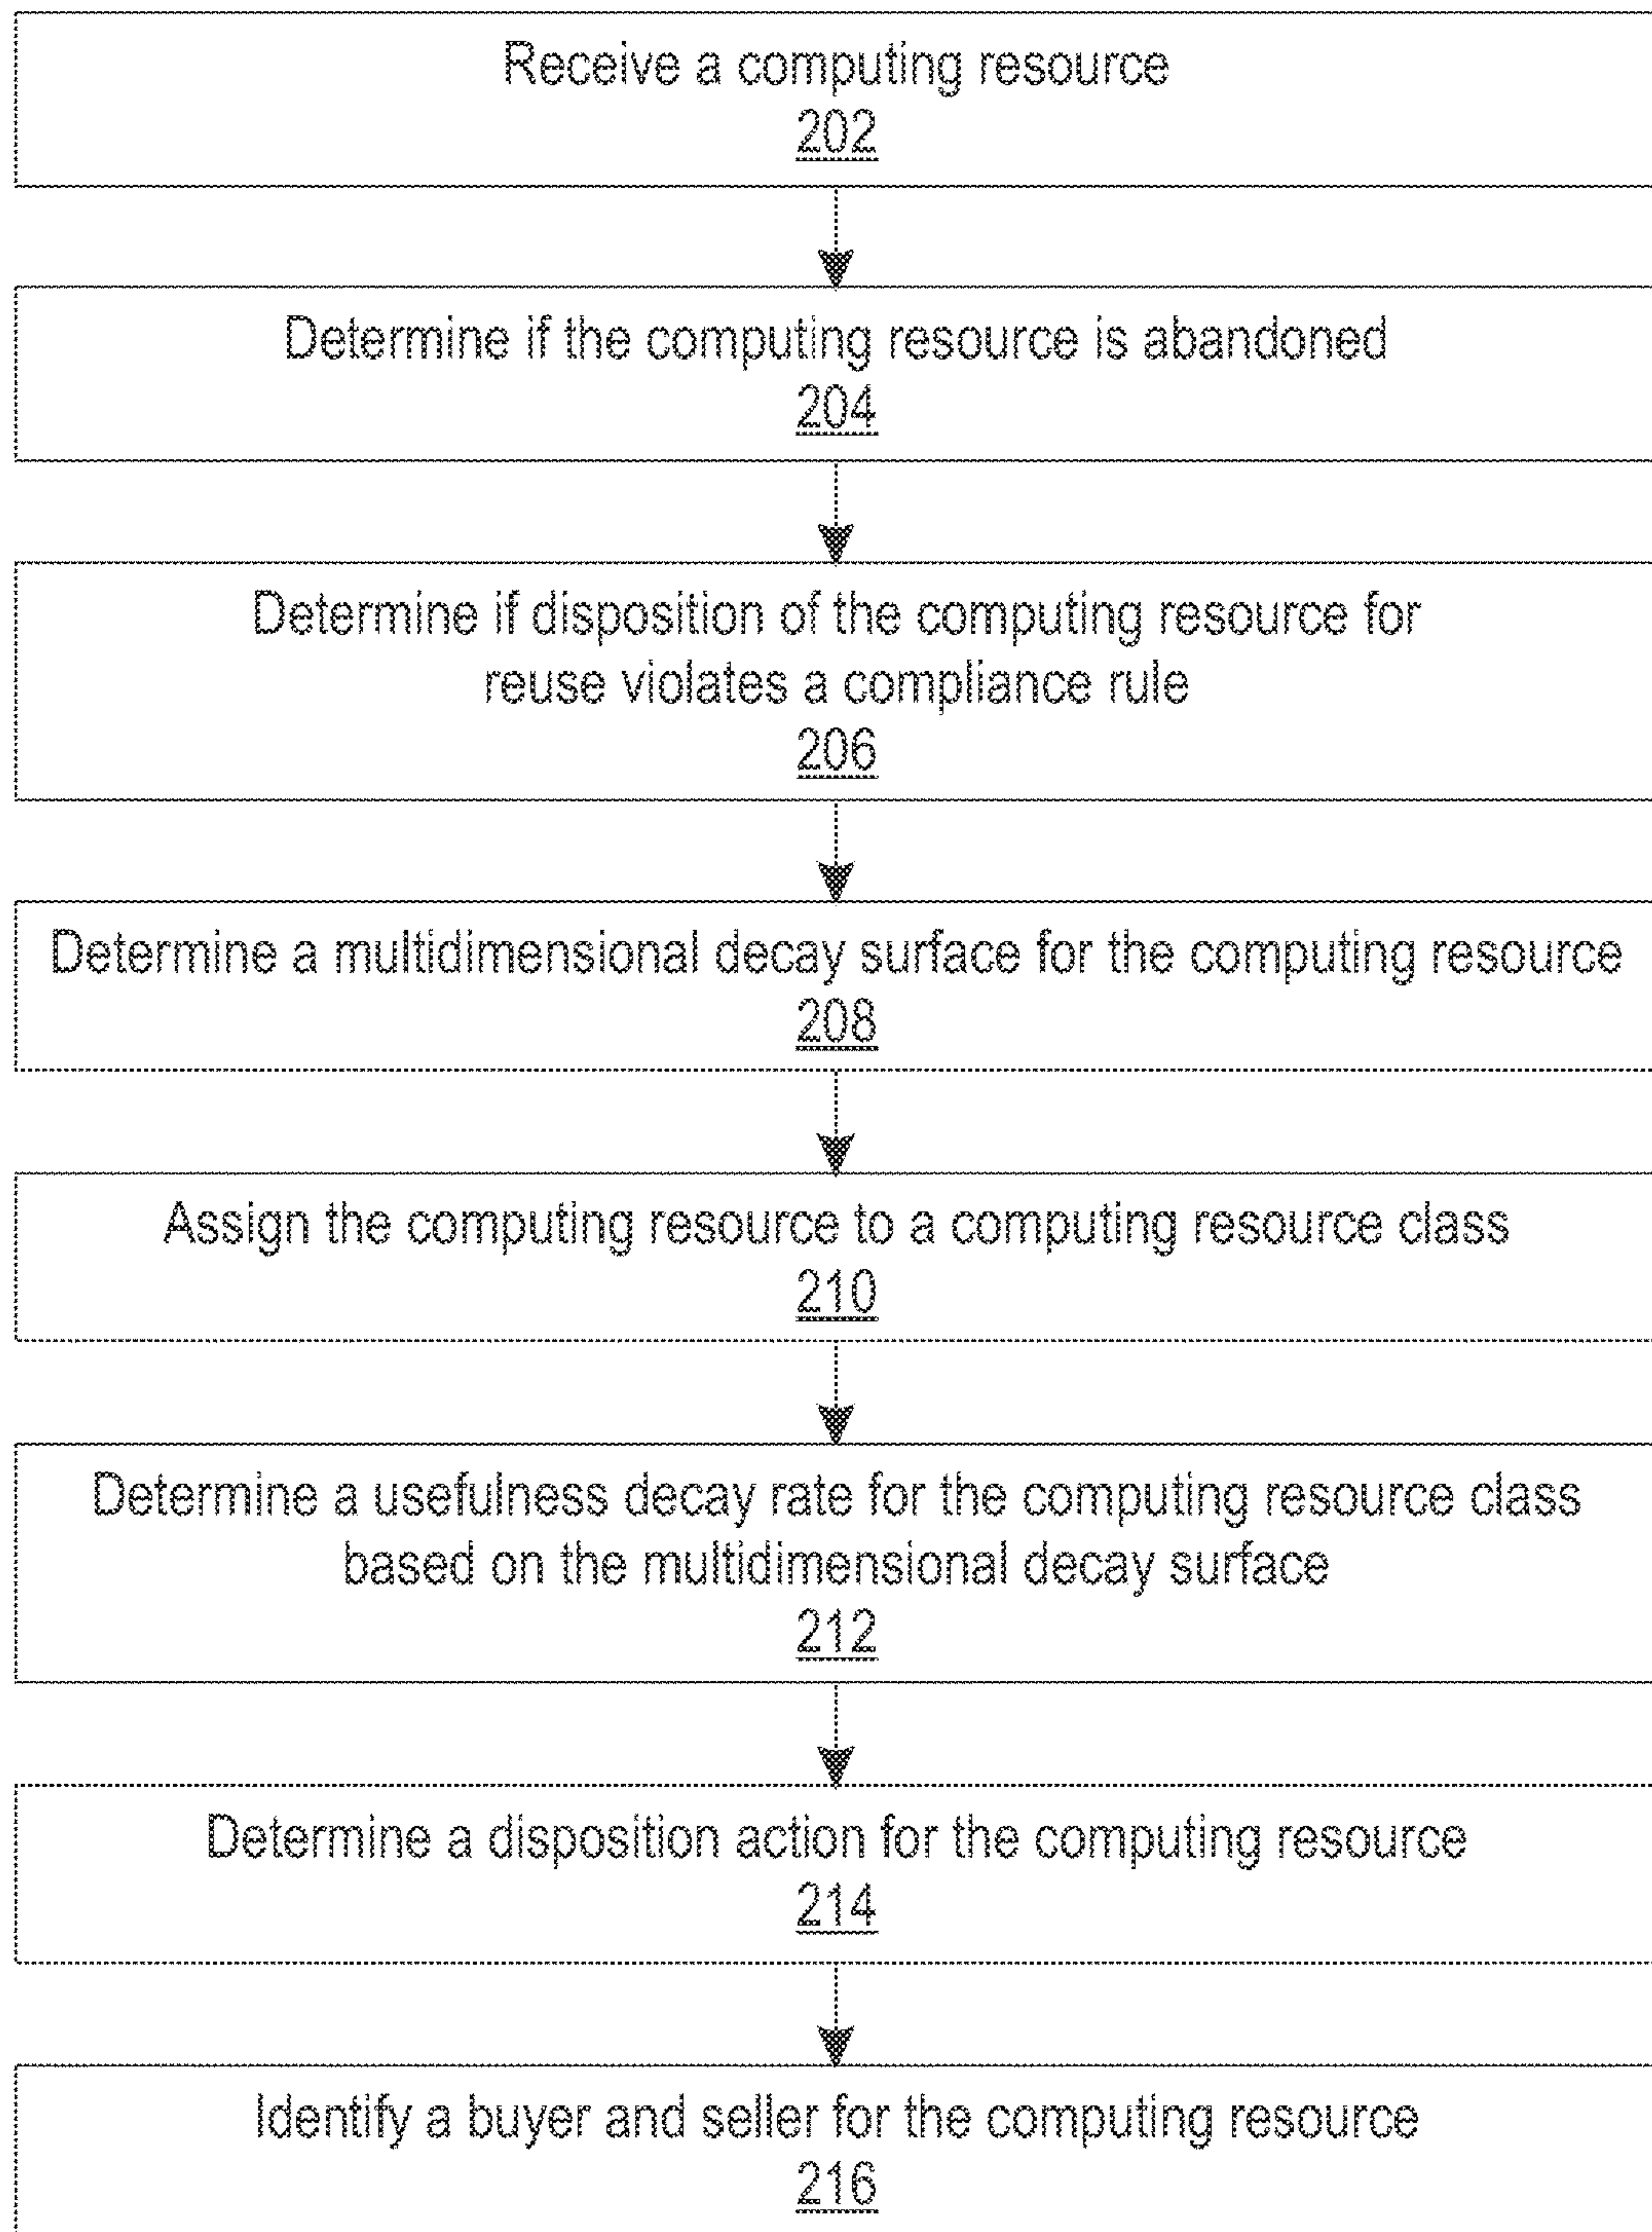 Receive a computing resource
202
Determine if the computing resource is abandoned
204
Determine if disposition of the computing resource for
reuse violates a compliance rule
206
Determine a multidimensional decay surface for the computing resource
208
Assign the computing resource to a computing resource class
210
Determine a usefulness decay rate for the computing resource class
based on the multidimensional decay surface
212
Determine a disposition action for the computing resource
214
Identify a buyer and seller for the computing resource
216